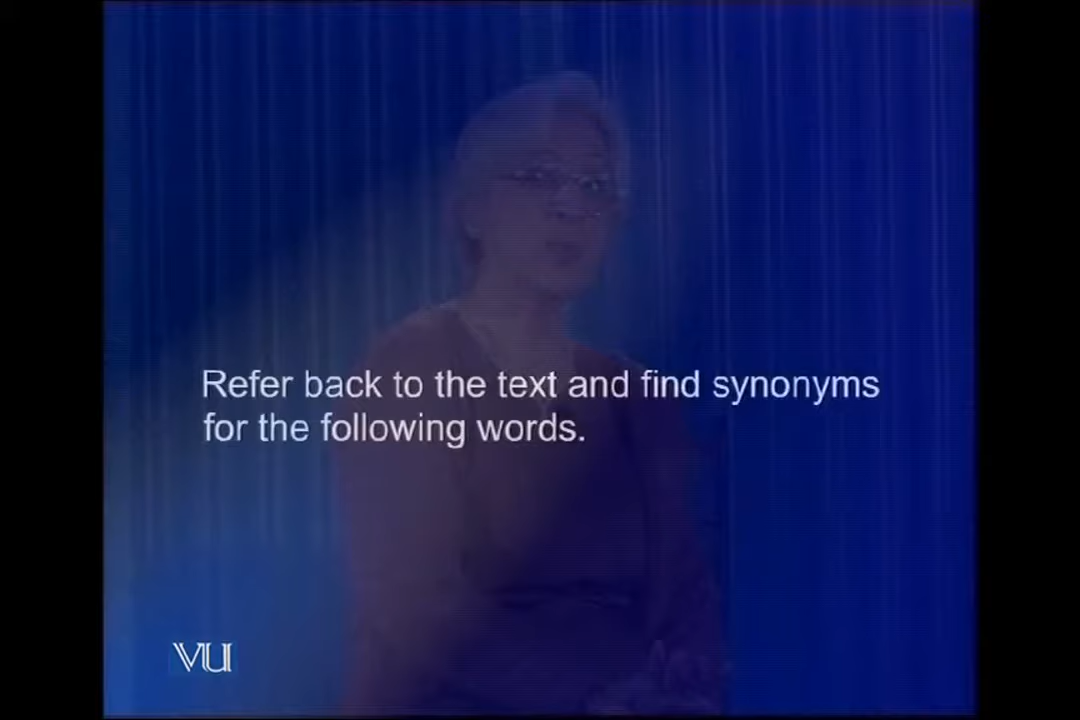 Refer back to the text and find synonyms
for the following words.
VU